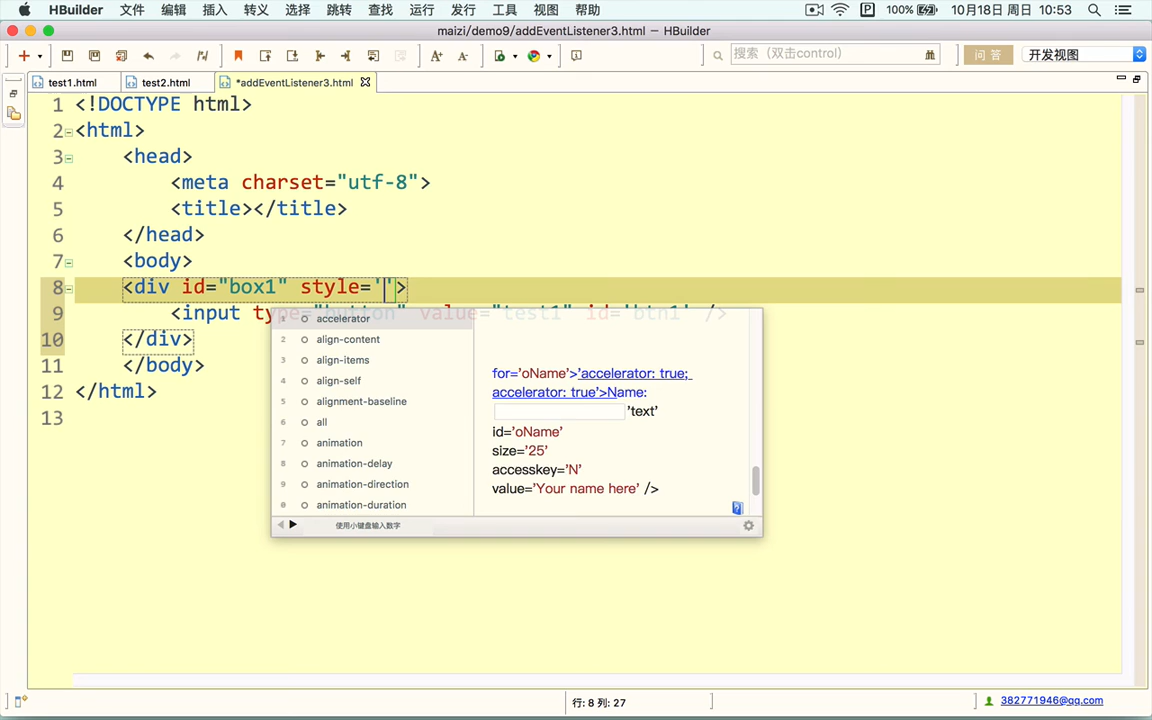 HBuilder 文件 编辑 插入 转义 选择 跳转 查找 运行 发行 工具 视图 帮助 P 100% 10月18日 周日 10:53
maizi/demo9/addEventListener3.html — HBuilder
搜索（双击control） 问 答 开发视图
test1.html test2.html *addEventListener3.html
1 <!DOCTYPE html>
2 <html>
3 <head>
4 <meta charset="utf-8">
5 <title></title>
6 </head>
7 <body>
8 <div id="box1" style=''>
9 <input type="button" value="test1" id='btn1' />
10 </div>
11 </body>
12 </html>
13
1 accelerator
2 align-content
3 align-items
4 align-self
5 alignment-baseline
6 all
7 animation
8 animation-delay
9 animation-direction
0 animation-duration
使用小键盘输入数字
for='oName'>'accelerator: true;
accelerator: true'>Name:
'text'
id='oName'
size='25'
accesskey='N'
value='Your name here' />
行: 8 列: 27
382771946@qq.com